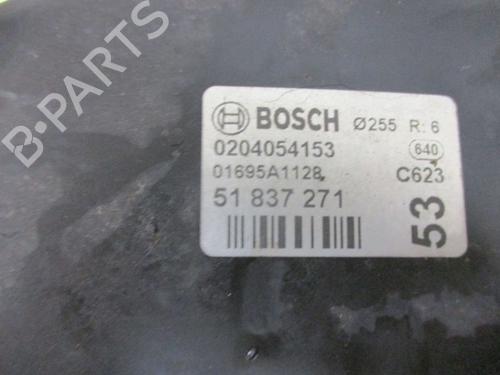 B-PARTS
BOSCH Ø255 R: 6
0204054153 640
01695A1128 C623
51 837 271
53